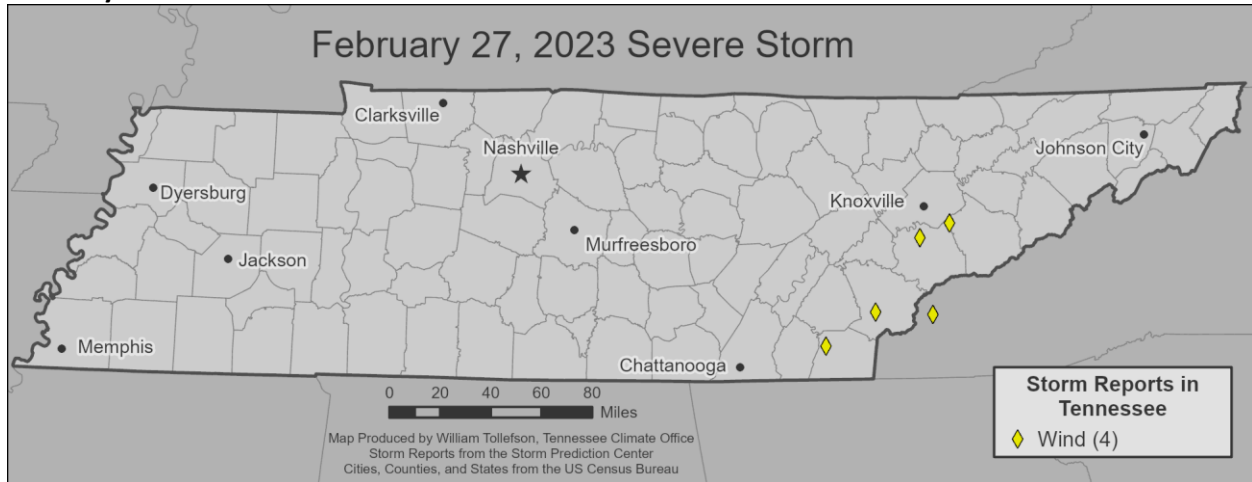 February 27, 2023 Severe Storm
Clarksville
Nashville
Johnson City
Dyersburg
Knoxville
Murfreesboro
Jackson
Memphis
Chattanooga
0 20 40 60 80
Miles
Map Produced by William Tollefson, Tennessee Climate Office
Storm Reports from the Storm Prediction Center
Cities, Counties, and States from the US Census Bureau
Storm Reports in
Tennessee
Wind (4)